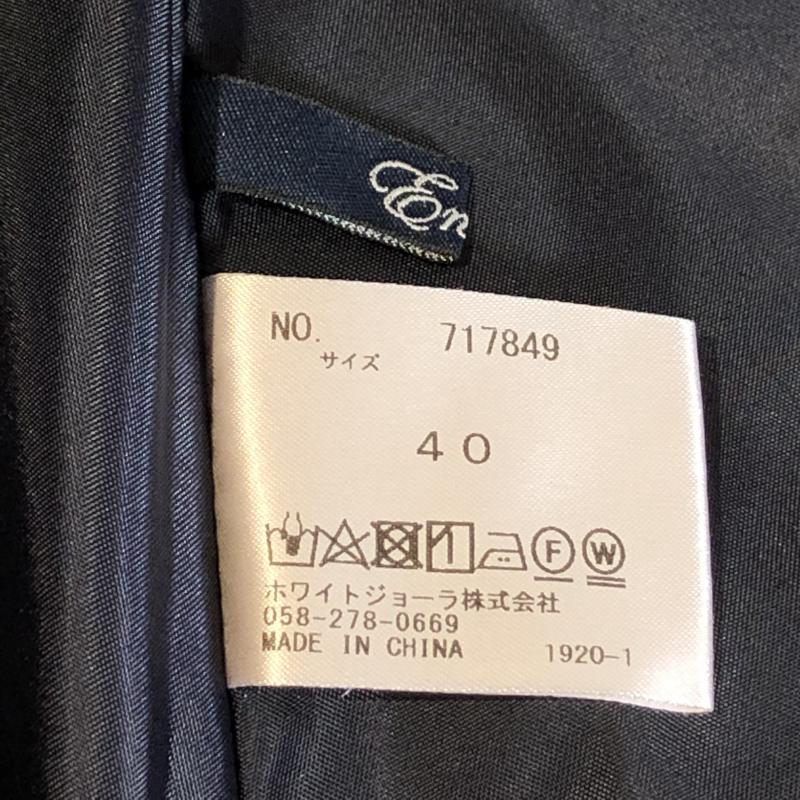 En
NO. 717849
サイズ
40
F W
ホワイトジョーラ株式会社
058-278-0669
MADE IN CHINA 1920-1